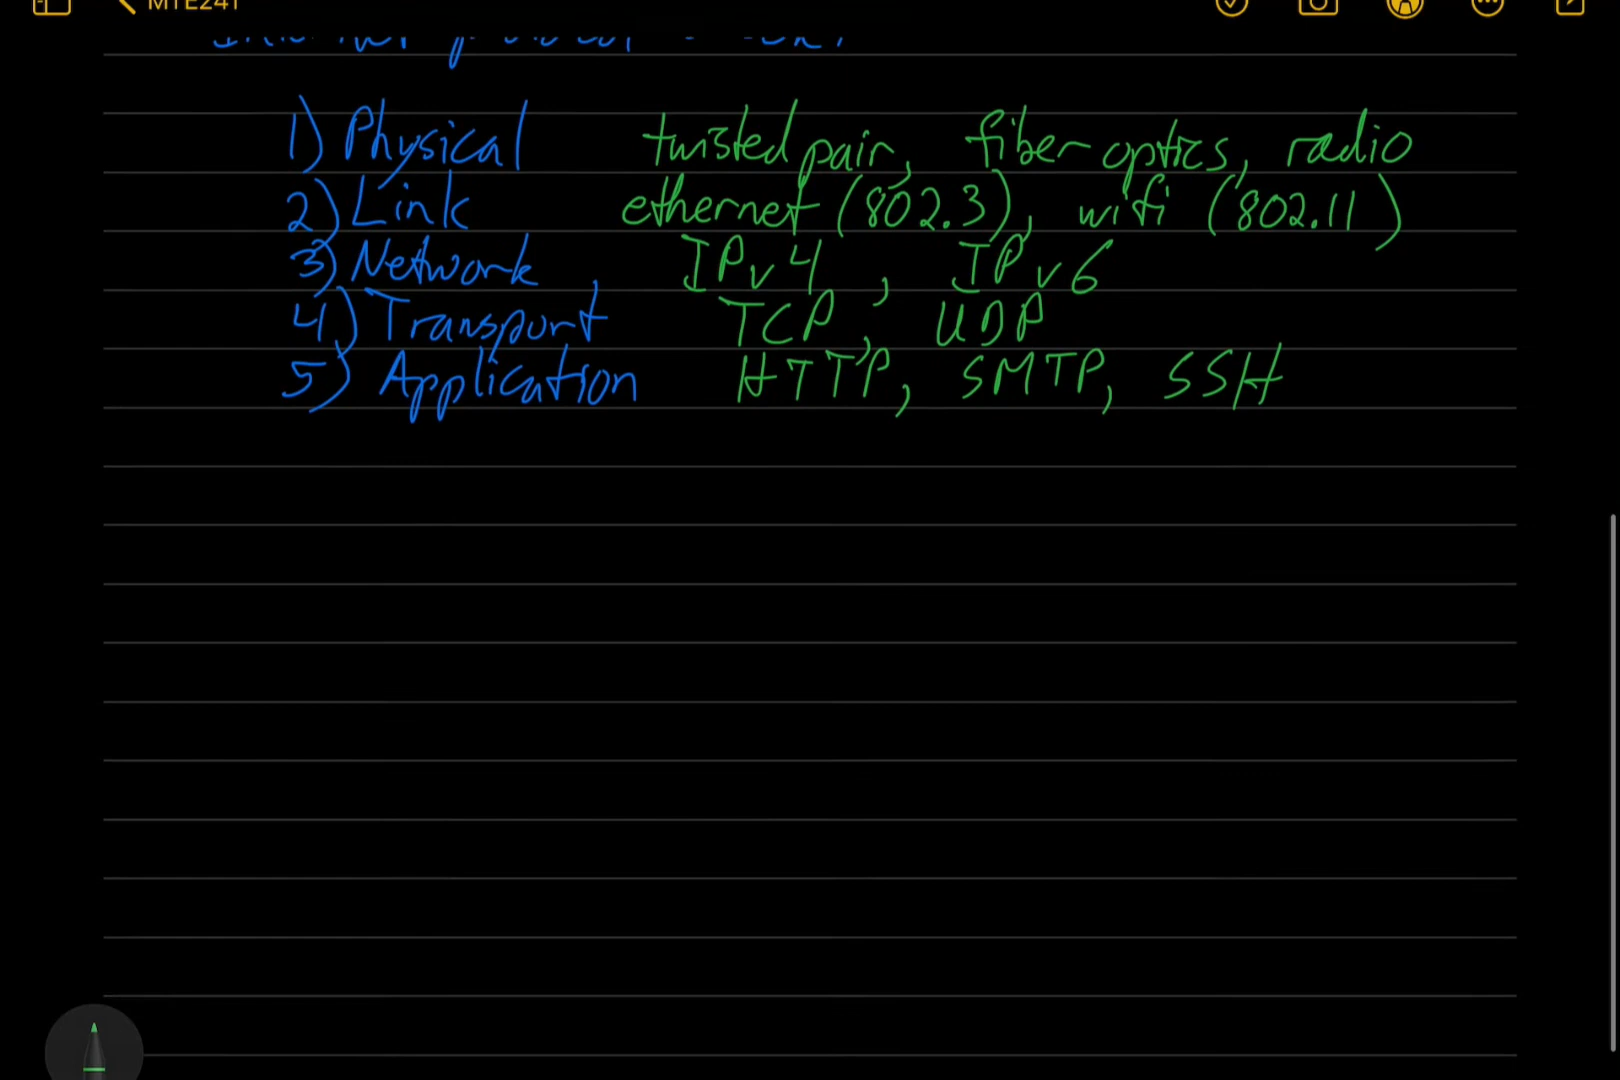 MTE241
1) Physical twisted pair, fiber optics, radio
2) Link ethernet (802.3), wifi (802.11)
3) Network IPv4, IPv6
4) Transport TCP, UDP
5) Application HTTP, SMTP, SSH